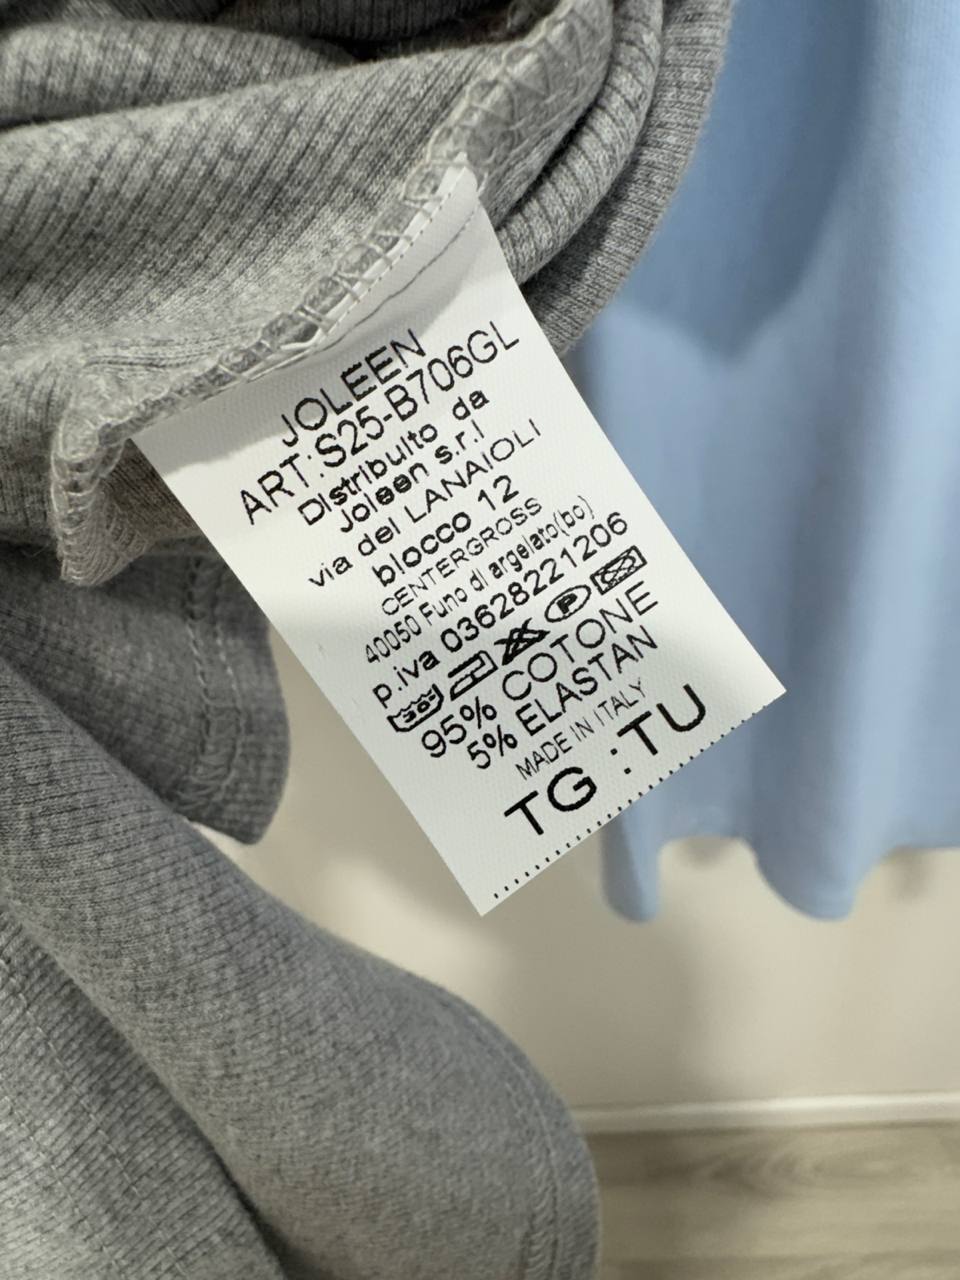 JOLEEN
ART:S25-B706GL
Distribuito da
Joleen s.r.l
via dei LANAIOLI
blocco 12
CENTERGROSS
40050 Funo di argelato(bo)
p.iva 03628221206
95% COTONE
5% ELASTAN
MADE IN ITALY
TG :TU